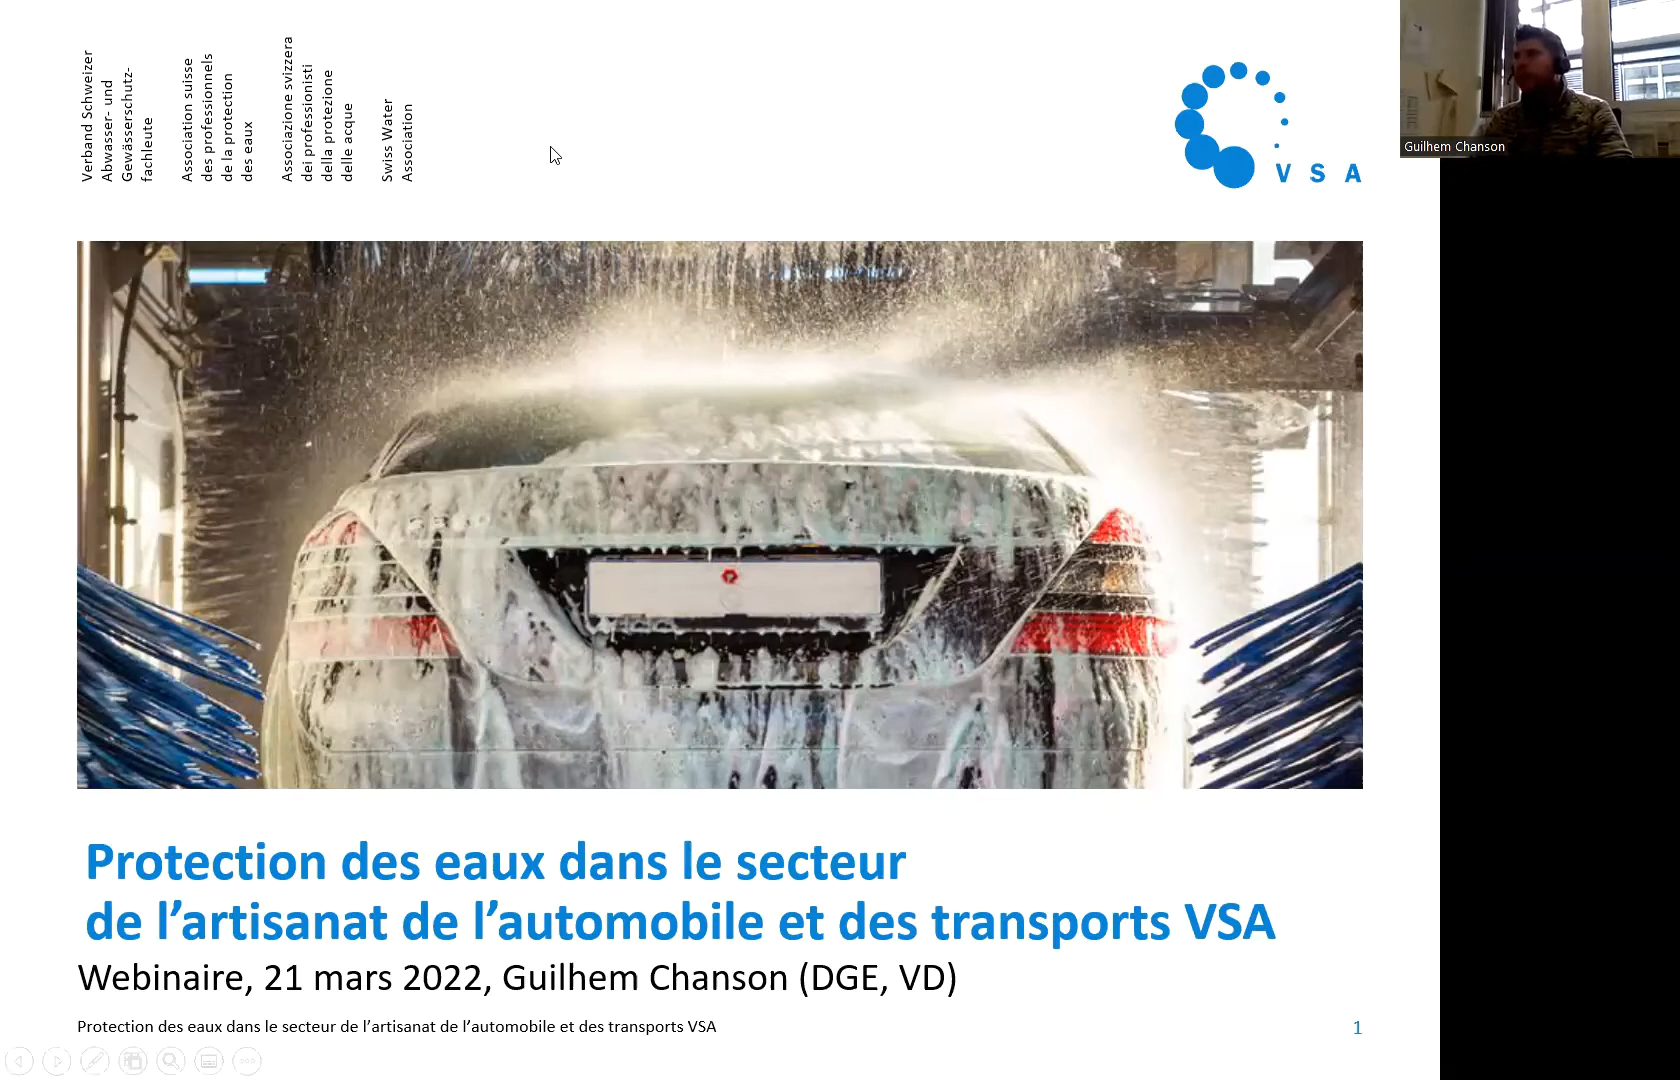 Verband Schweizer
Abwasser- und
Gewässerschutz-
fachleute
Association suisse
des professionnels
de la protection
des eaux
Associazione svizzera
dei professionisti
della protezione
delle acque
Swiss Water
Association
VSA
Guilhem Chanson
Protection des eaux dans le secteur
de l’artisanat de l’automobile et des transports VSA
Webinaire, 21 mars 2022, Guilhem Chanson (DGE, VD)
Protection des eaux dans le secteur de l’artisanat de l’automobile et des transports VSA
1